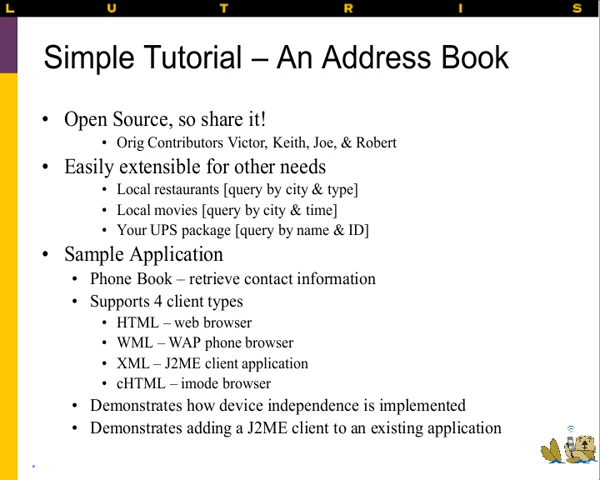 L U T R I S
Simple Tutorial – An Address Book
• Open Source, so share it!
• Orig Contributors Victor, Keith, Joe, & Robert
• Easily extensible for other needs
• Local restaurants [query by city & type]
• Local movies [query by city & time]
• Your UPS package [query by name & ID]
• Sample Application
• Phone Book – retrieve contact information
• Supports 4 client types
• HTML – web browser
• WML – WAP phone browser
• XML – J2ME client application
• cHTML – imode browser
• Demonstrates how device independence is implemented
• Demonstrates adding a J2ME client to an existing application